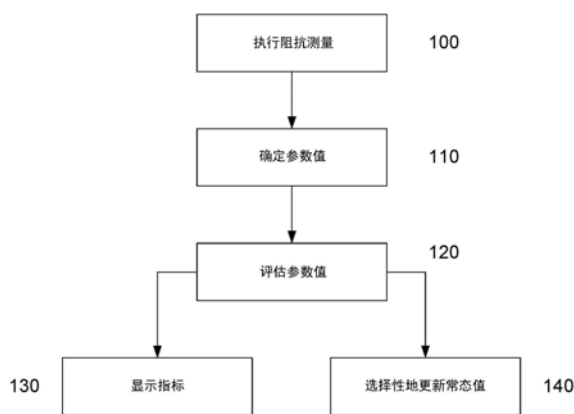 执行阻抗测量 100
确定参数值 110
评估参数值 120
130 显示指标
选择性地更新常态值 140